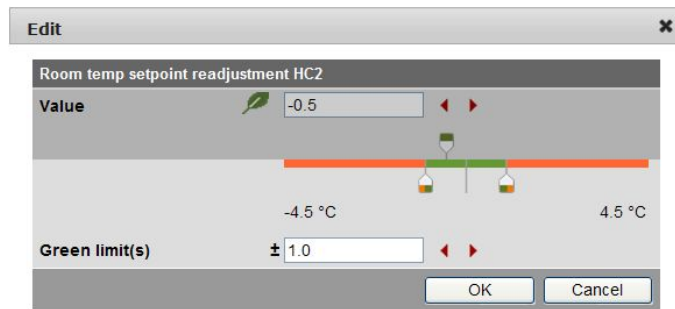 Edit
Room temp setpoint readjustment HC2
Value -0.5
-4.5 °C 4.5 °C
Green limit(s) ± 1.0
OK Cancel